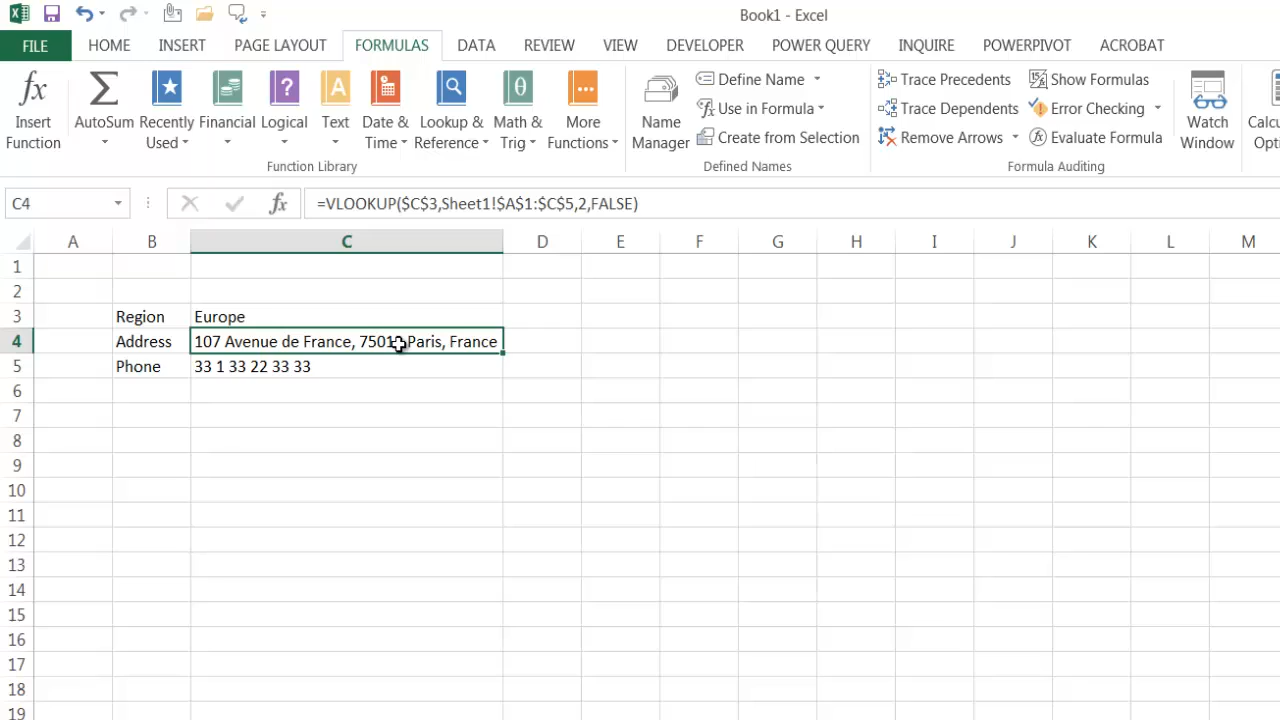 Book1 - Excel
FILE HOME INSERT PAGE LAYOUT FORMULAS DATA REVIEW VIEW DEVELOPER POWER QUERY INQUIRE POWERPIVOT ACROBAT
fx Σ θ
Insert Function
AutoSum
Recently Used
Financial
Logical
Text
Date & Time
Lookup & Reference
Math & Trig
More Functions
Function Library
Name Manager
Define Name
Use in Formula
Create from Selection
Defined Names
Trace Precedents
Trace Dependents
Remove Arrows
Show Formulas
Error Checking
Evaluate Formula
Formula Auditing
Watch Window
C4 fx =VLOOKUP($C$3,Sheet1!$A$1:$C$5,2,FALSE)
A B C D E F G H I J K L M
1
2
3 Region Europe
4 Address 107 Avenue de France, Paris, France
5 Phone 33 1 33 22 33 33
6
7
8
9
10
11
12
13
14
15
16
17
18
19